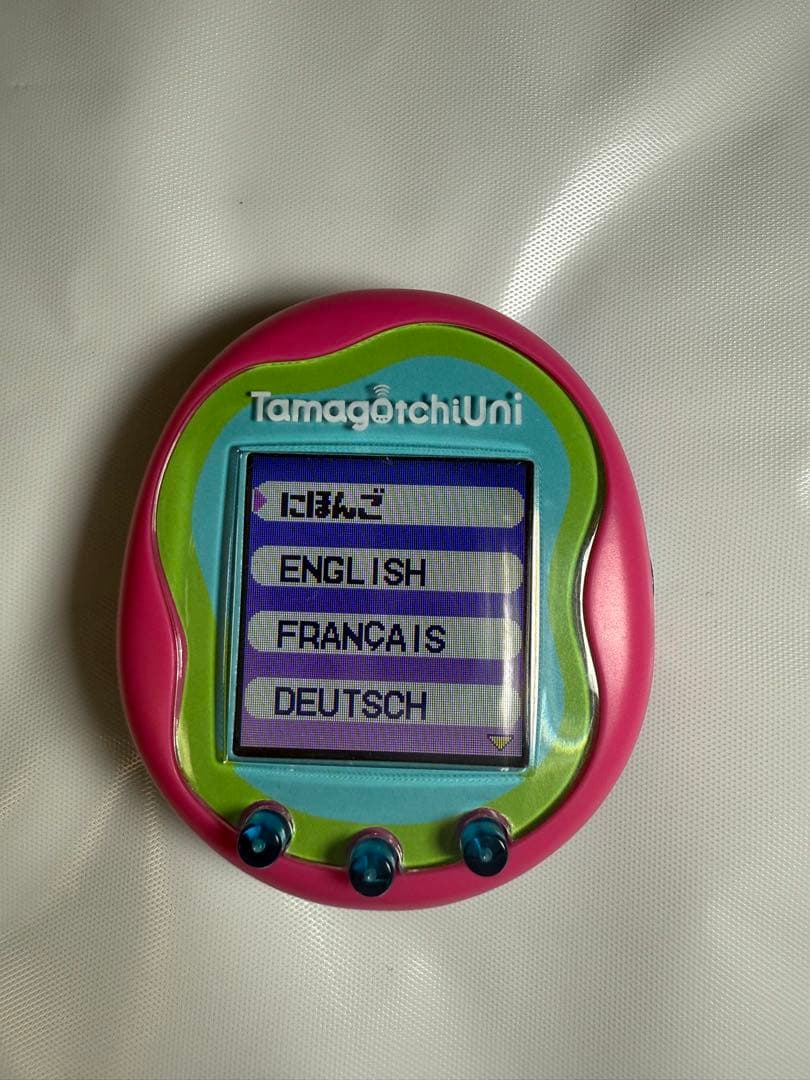 TamagotchiUni
にほんご
ENGLISH
FRANÇAIS
DEUTSCH